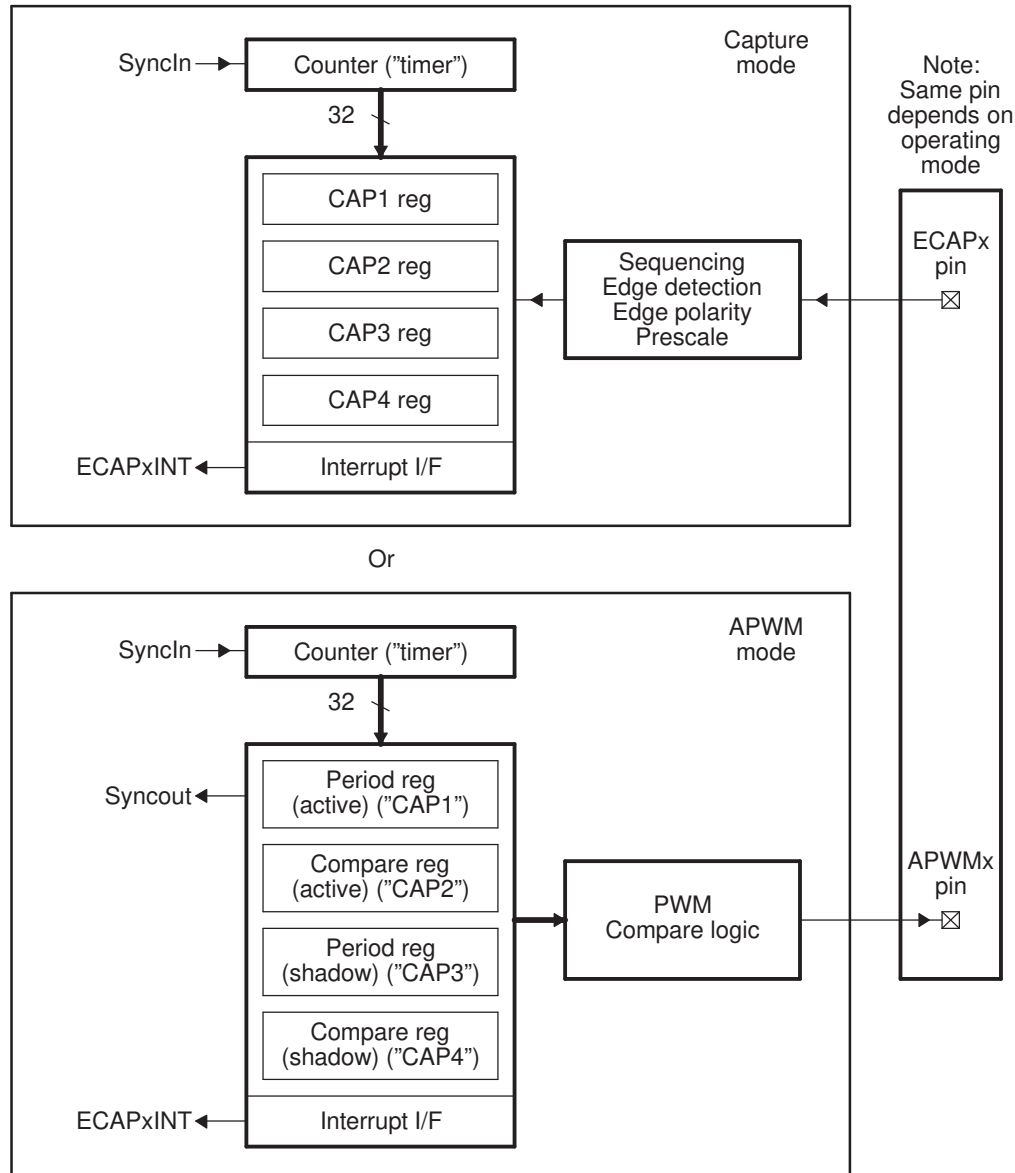 Capture
mode
SyncIn
Counter (”timer”)
32
CAP1 reg
CAP2 reg
CAP3 reg
CAP4 reg
Interrupt I/F
ECAPxINT
Sequencing
Edge detection
Edge polarity
Prescale
Note:
Same pin
depends on
operating
mode
ECAPx
pin
Or
APWM
mode
SyncIn
Counter (”timer”)
32
Syncout
Period reg
(active) (”CAP1”)
Compare reg
(active) (”CAP2”)
Period reg
(shadow) (”CAP3”)
Compare reg
(shadow) (”CAP4”)
Interrupt I/F
ECAPxINT
PWM
Compare logic
APWMx
pin